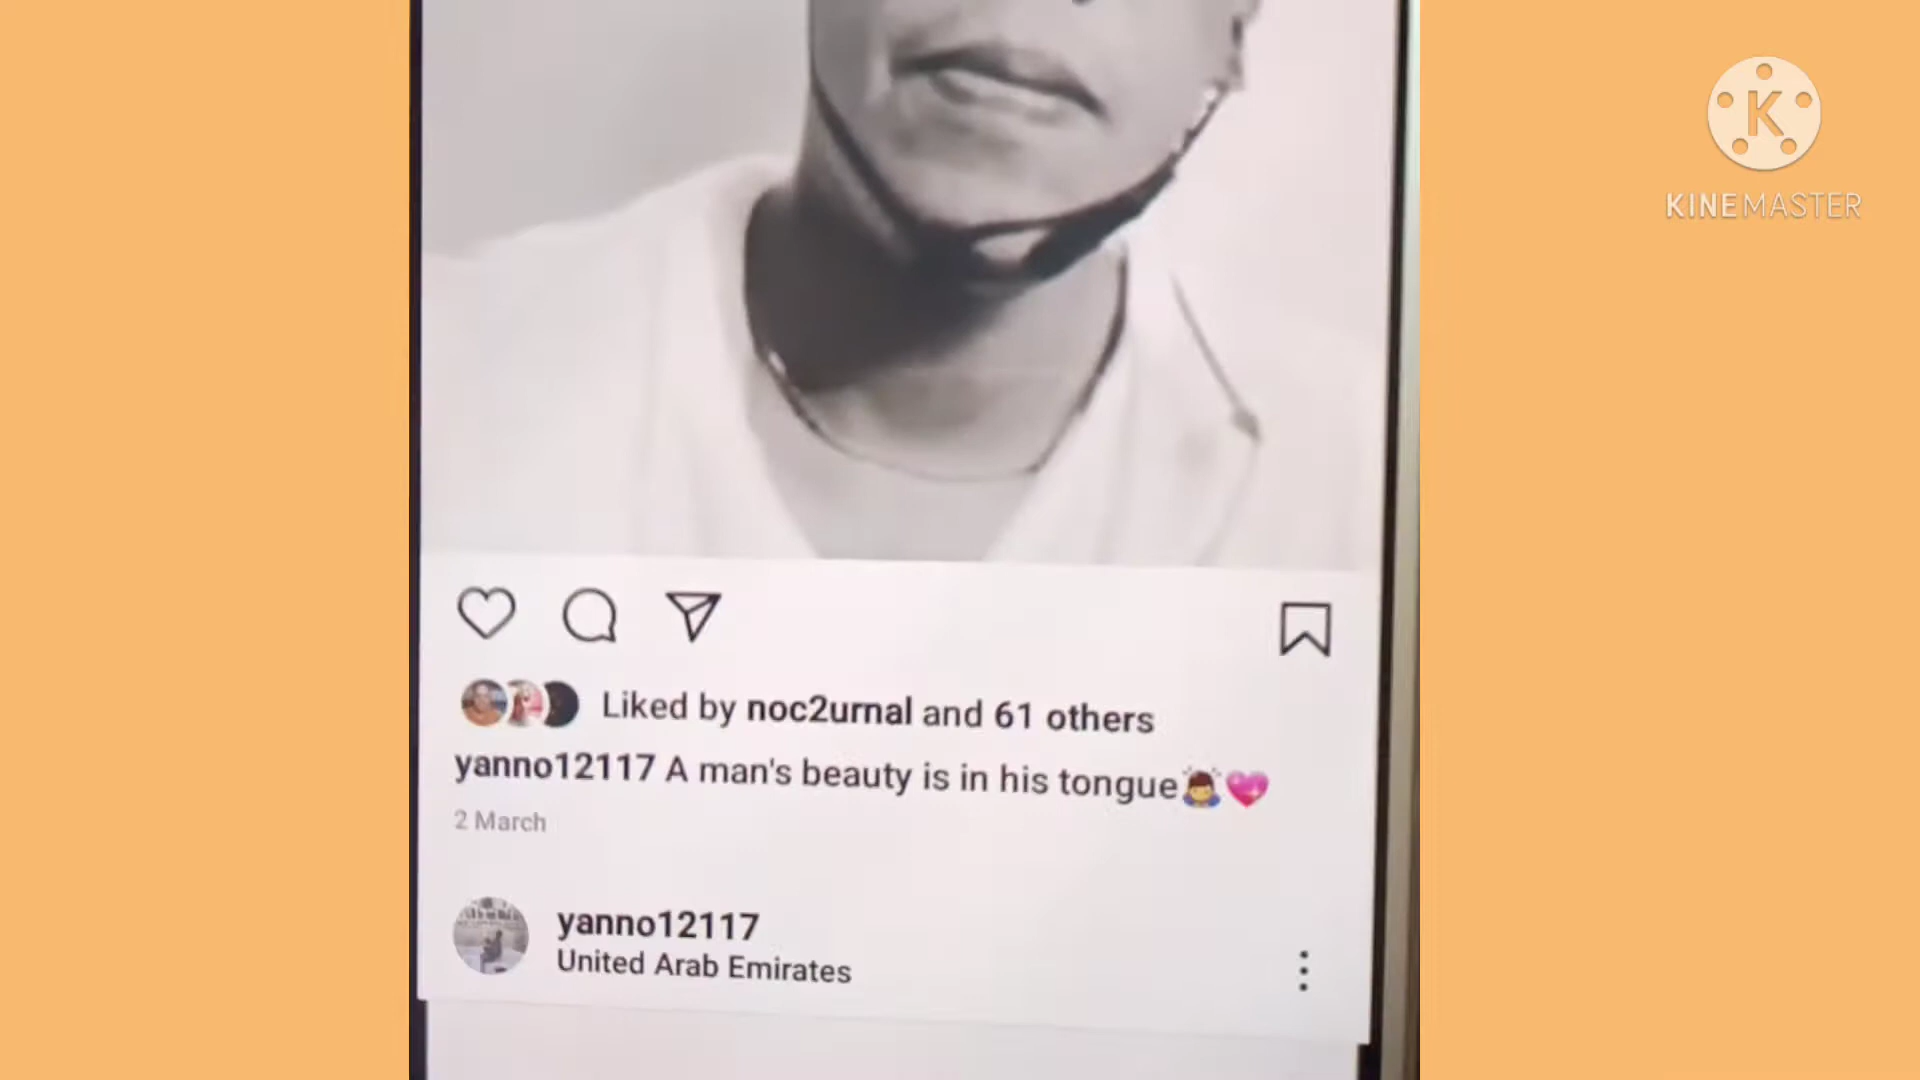 K
KINEMASTER
Liked by noc2urnal and 61 others
yanno12117 A man's beauty is in his tongue🙇💖
2 March
yanno12117
United Arab Emirates